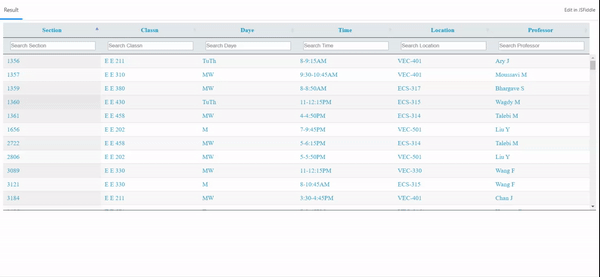 Result
Edit in JSFiddle
Section Classn Daye Time Location Professor
Search Section Search Classn Search Daye Search Time Search Location Search Professor
1356 E E 211 TuTh 8-9:15AM VEC-401 Ary J
1357 E E 310 MW 9:30-10:45AM VEC-401 Moussavi M
1359 E E 380 MW 8-8:50AM ECS-317 Bhargave S
1360 E E 430 TuTh 11-12:15PM ECS-315 Wagdy M
1361 E E 458 MW 4-4:50PM ECS-314 Talebi M
1656 E E 202 M 7-9:45PM VEC-501 Liu Y
2722 E E 458 MW 5-6:15PM ECS-314 Talebi M
2806 E E 202 MW 5-5:50PM VEC-501 Liu Y
3089 E E 330 MW 11-12:15PM VEC-330 Wang F
3121 E E 330 M 8-10:45AM ECS-315 Wang F
3184 E E 211 MW 3:30-4:45PM VEC-401 Chau J